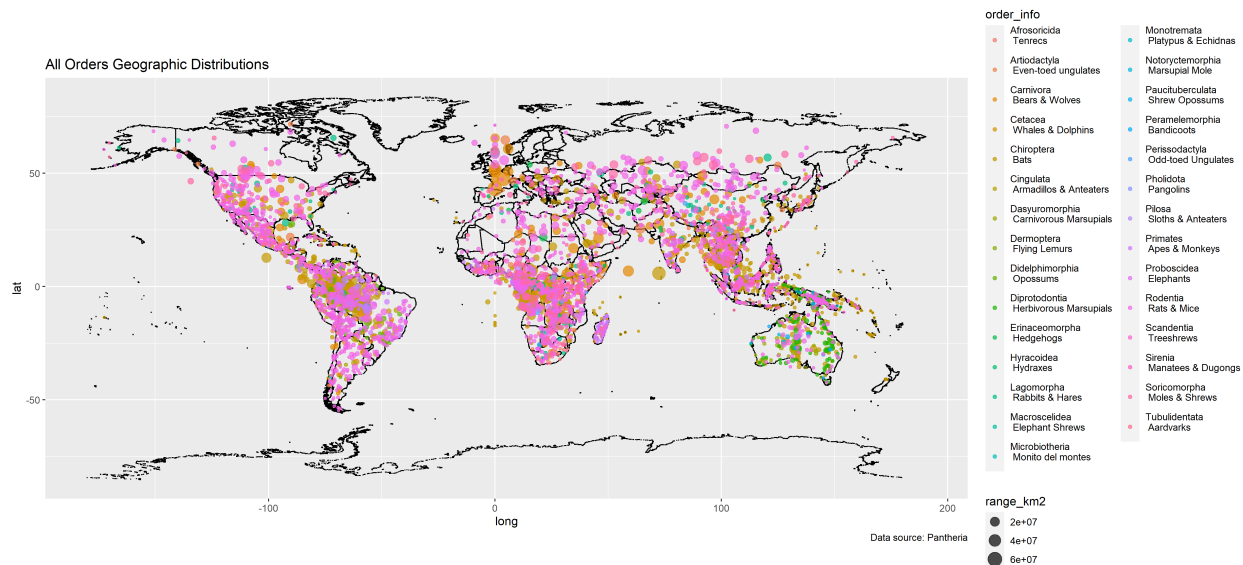 All Orders Geographic Distributions
lat
50
0
-50
-100
0
100
200
long
Data source: Pantheria
order_info
Afrosoricida
Tenrecs
Artiodactyla
Even-toed ungulates
Carnivora
Bears & Wolves
Cetacea
Whales & Dolphins
Chiroptera
Bats
Cingulata
Armadillos & Anteaters
Dasyuromorphia
Carnivorous Marsupials
Dermoptera
Flying Lemurs
Didelphimorphia
Opossums
Diprotodontia
Herbivorous Marsupials
Erinaceomorpha
Hedgehogs
Hyracoidea
Hydraxes
Lagomorpha
Rabbits & Hares
Macroscelidea
Elephant Shrews
Microbiotheria
Monito del montes
Monotremata
Platypus & Echidnas
Notoryctemorphia
Marsupial Mole
Paucituberculata
Shrew Opossums
Peramelemorphia
Bandicoots
Perissodactyla
Odd-toed Ungulates
Pholidota
Pangolins
Pilosa
Sloths & Anteaters
Primates
Apes & Monkeys
Proboscidea
Elephants
Rodentia
Rats & Mice
Scandentia
Treeshrews
Sirenia
Manatees & Dugongs
Soricomorpha
Moles & Shrews
Tubulidentata
Aardvarks
range_km2
2e+07
4e+07
6e+07